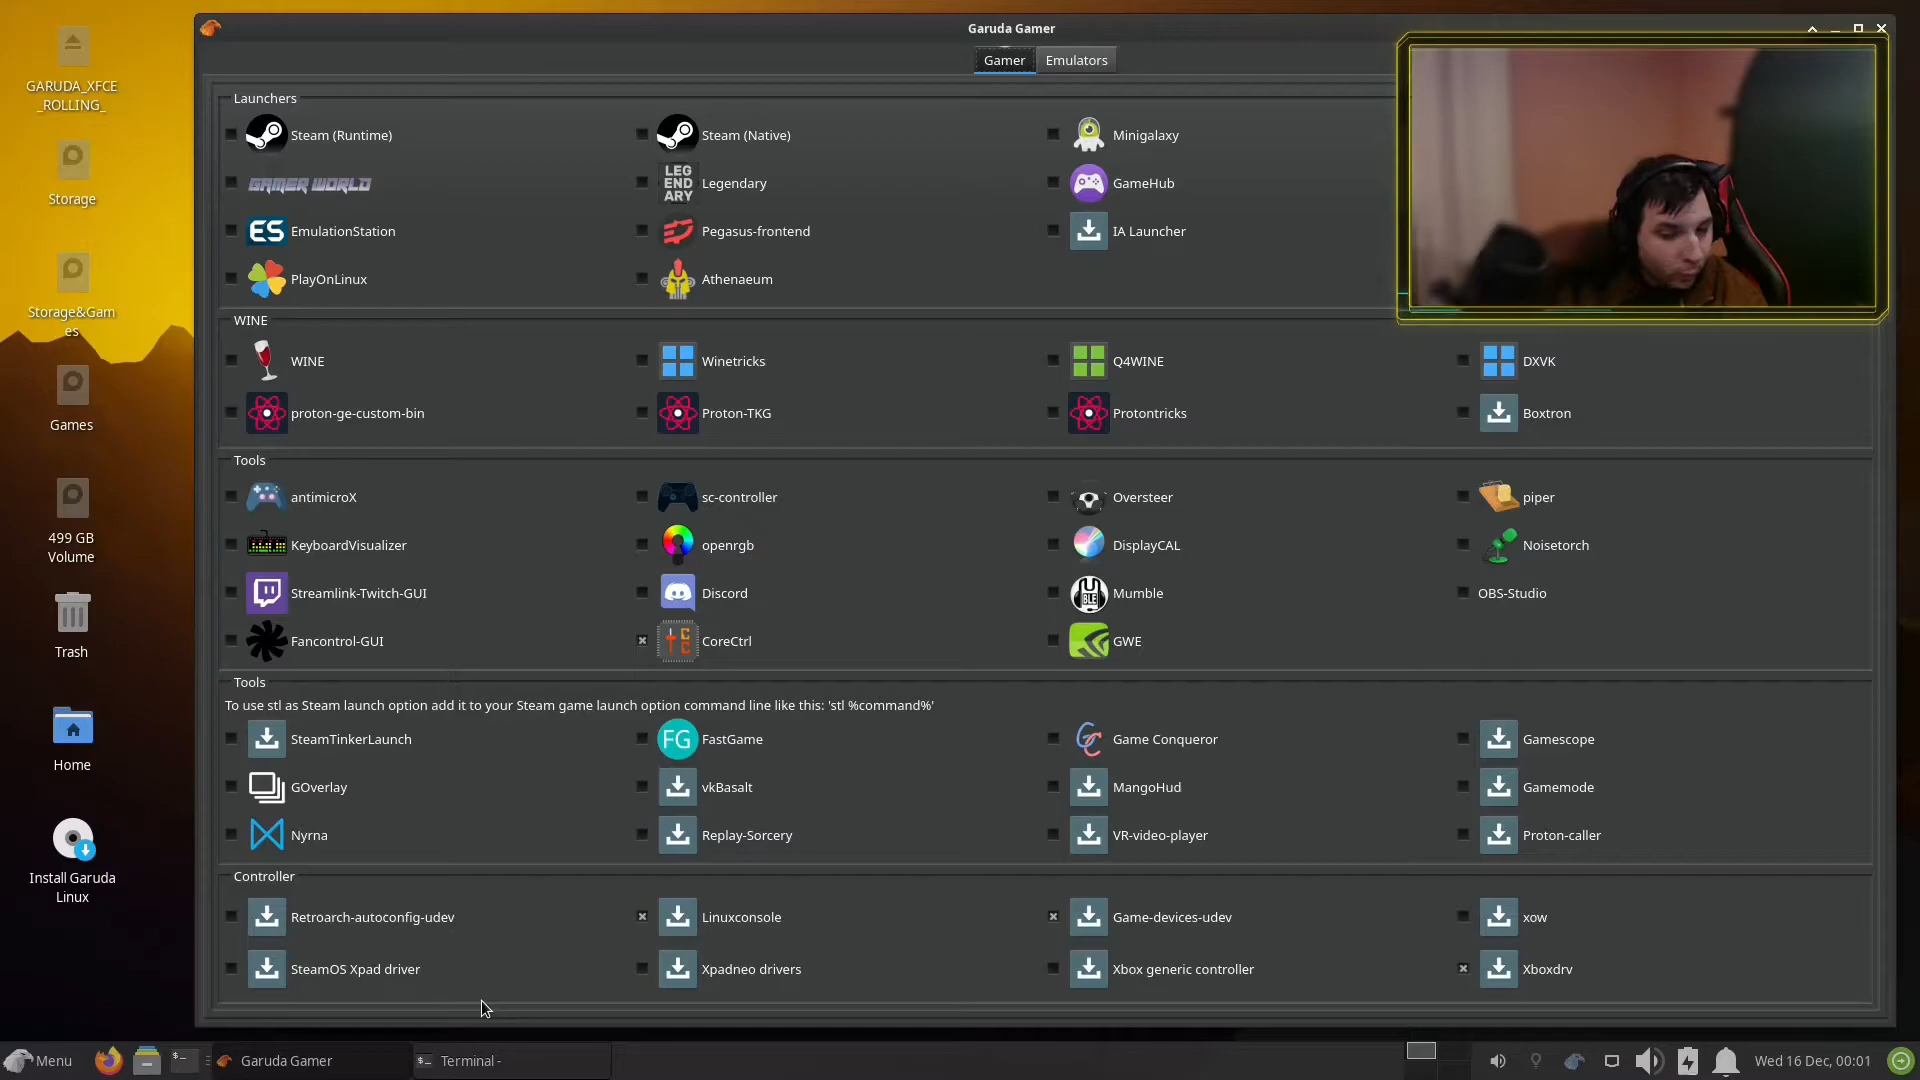 Garuda Gamer
Gamer
Emulators
GARUDA_XFCE
_ROLLING_
Storage
Storage&Gam
es
Games
499 GB
Volume
Trash
Home
Install Garuda
Linux
Launchers
Steam (Runtime)
Steam (Native)
Minigalaxy
GAMER WORLD
LEG
END
ARY
Legendary
GameHub
ES
EmulationStation
Pegasus-frontend
IA Launcher
PlayOnLinux
Athenaeum
WINE
WINE
Winetricks
Q4WINE
DXVK
proton-ge-custom-bin
Proton-TKG
Protontricks
Boxtron
Tools
antimicroX
sc-controller
Oversteer
piper
KeyboardVisualizer
openrgb
DisplayCAL
Noisetorch
Streamlink-Twitch-GUI
Discord
Mumble
OBS-Studio
Fancontrol-GUI
CoreCtrl
GWE
Tools
To use stl as Steam launch option add it to your Steam game launch option command line like this: 'stl %command%'
SteamTinkerLaunch
FG
FastGame
Game Conqueror
Gamescope
GOverlay
vkBasalt
MangoHud
Gamemode
Nyrna
Replay-Sorcery
VR-video-player
Proton-caller
Controller
Retroarch-autoconfig-udev
Linuxconsole
Game-devices-udev
xow
SteamOS Xpad driver
Xpadneo drivers
Xbox generic controller
Xboxdrv
Menu
Garuda Gamer
Terminal -
Wed 16 Dec, 00:01